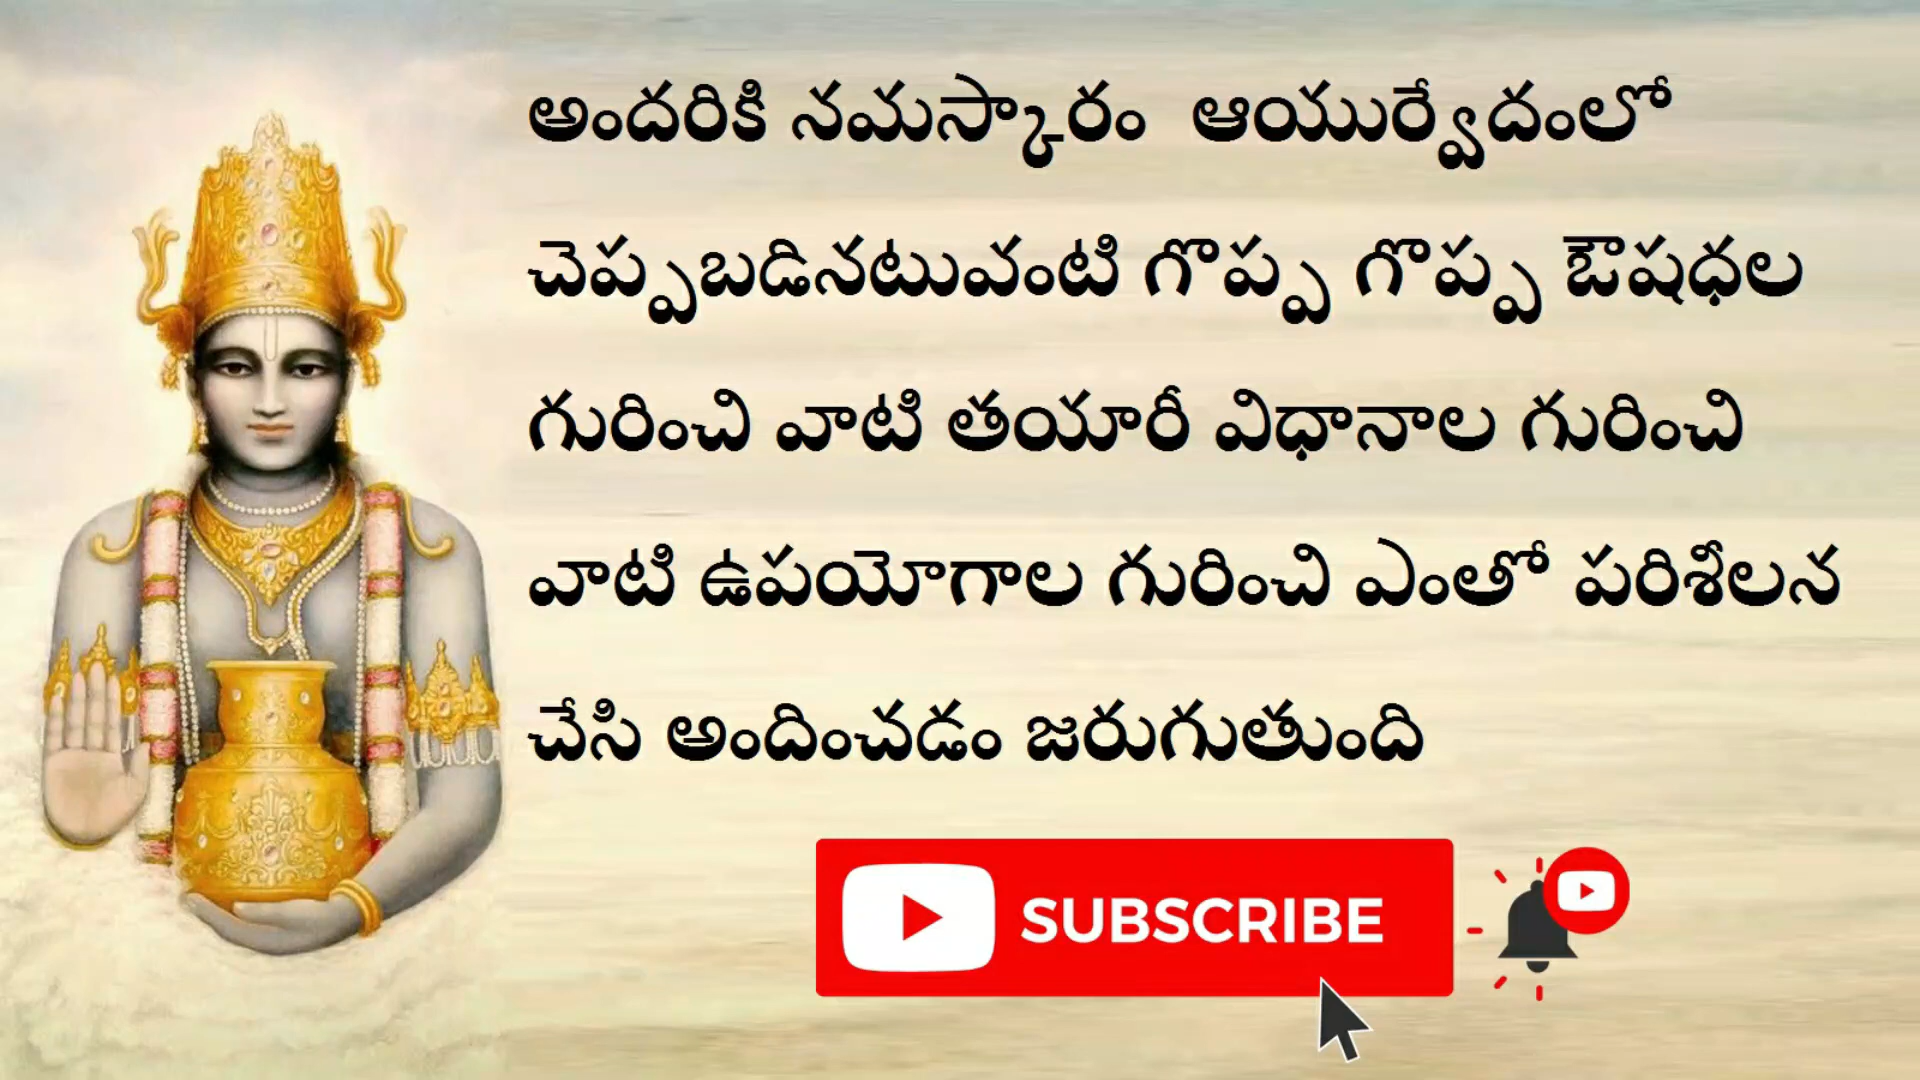 అందరికి నమస్కారం  ఆయుర్వేదంలో
చెప్పబడినటువంటి గొప్ప గొప్ప ఔషధల
గురించి వాటి తయారీ విధానాల గురించి
వాటి ఉపయోగాల గురించి ఎంతో పరిశీలన
చేసి అందించడం జరుగుతుంది
SUBSCRIBE